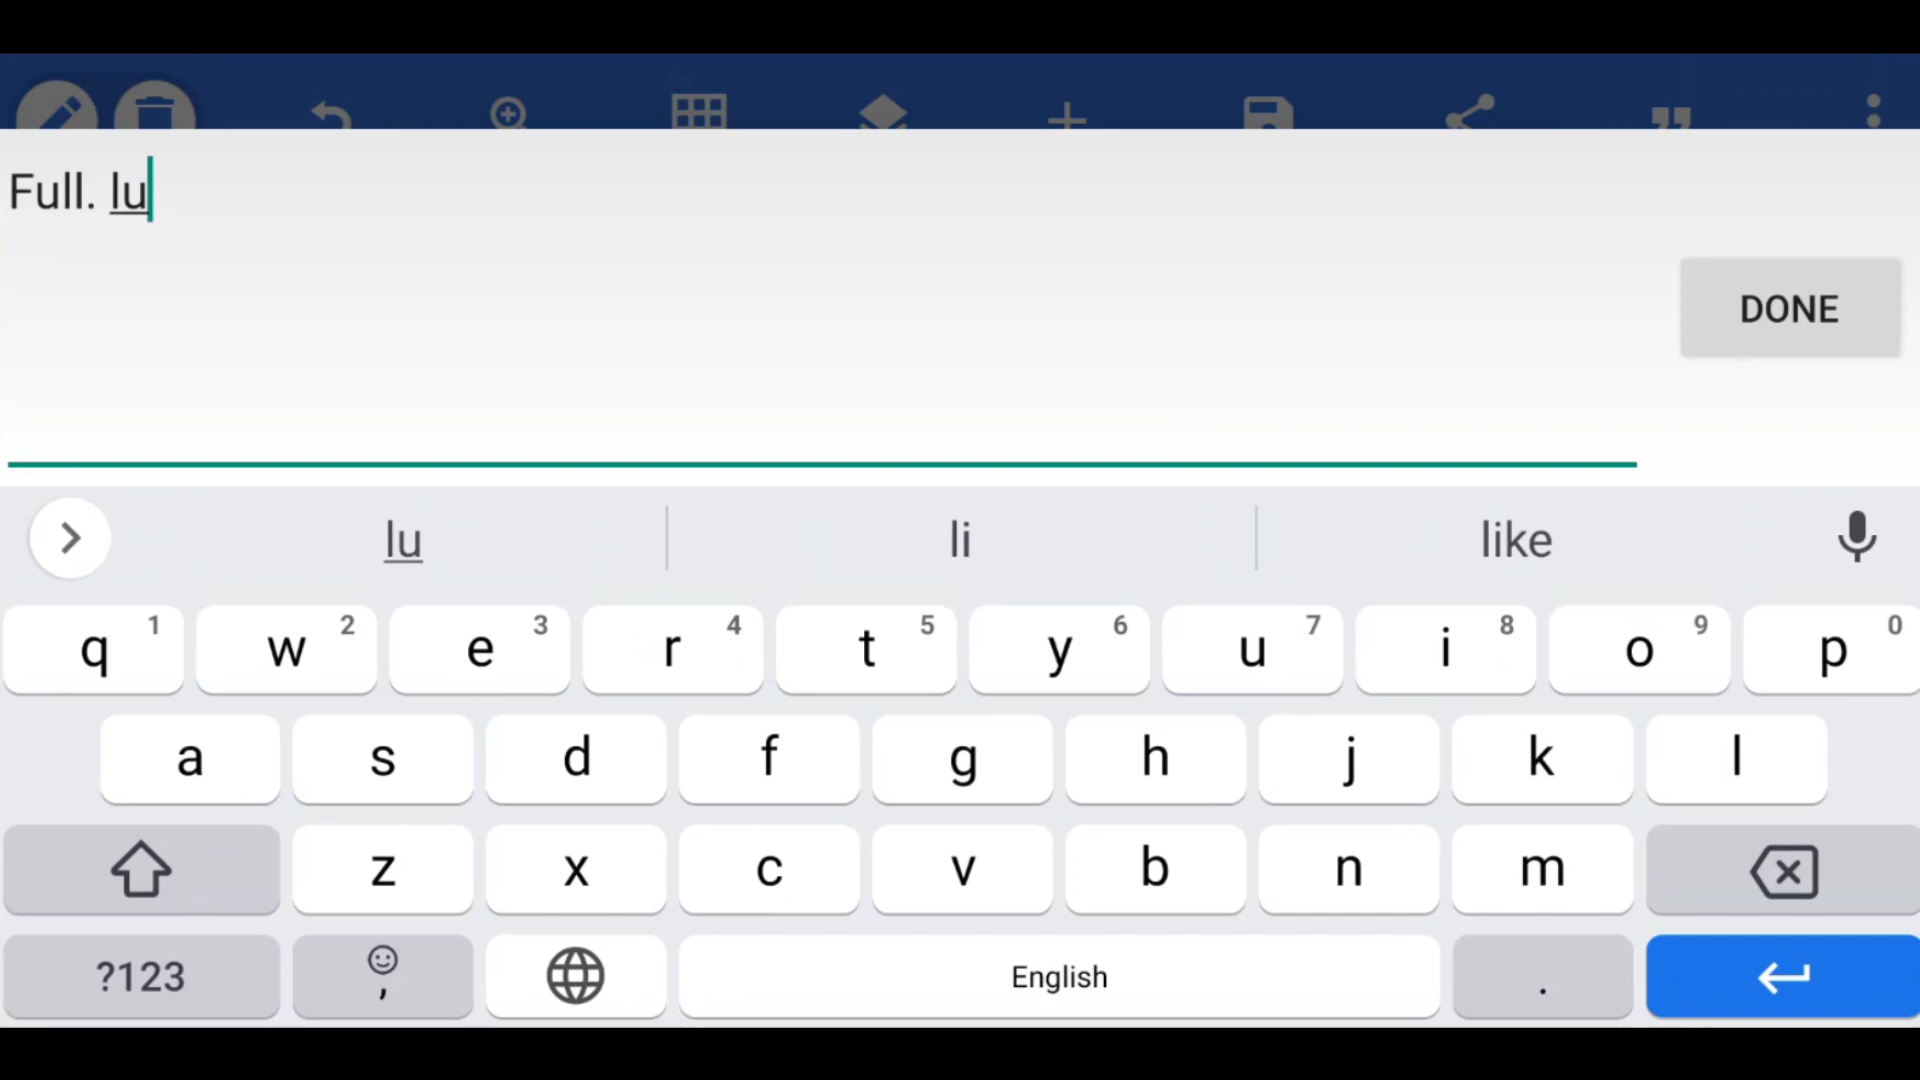 Full. lu
DONE
lu li like
q 1 w 2 e 3 r 4 t 5 y 6 u 7 i 8 o 9 p 0
a s d f g h j k l
z x c v b n m
?123 , English .